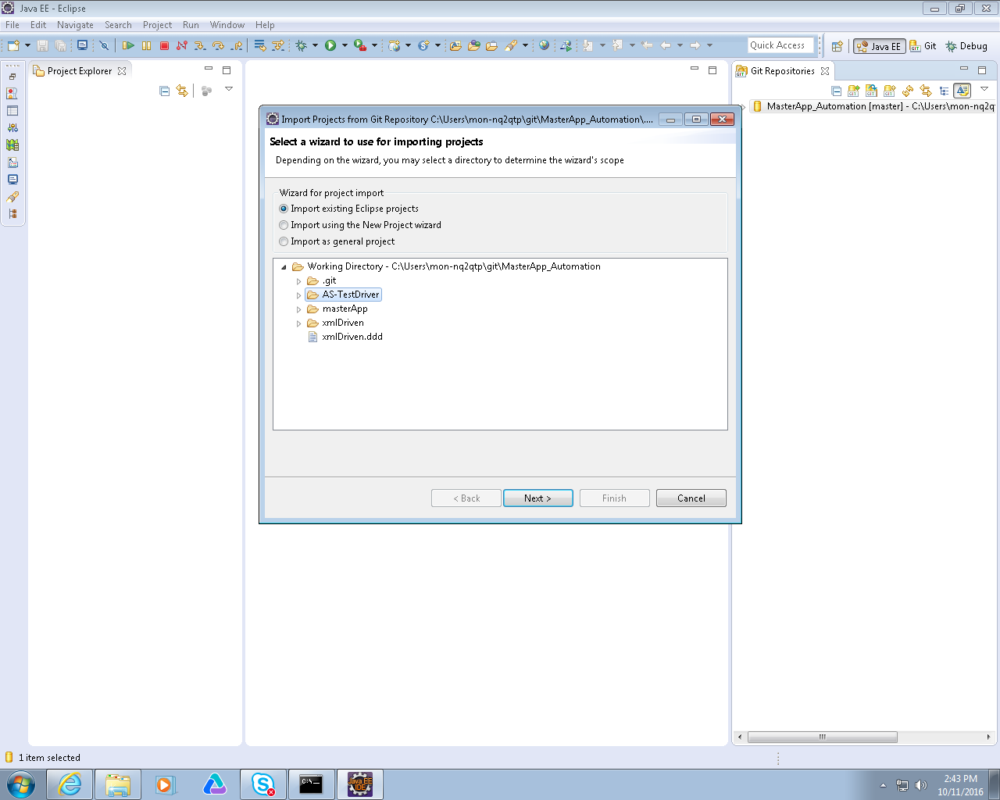 Java EE - Eclipse
File Edit Navigate Search Project Run Window Help
Quick Access
Java EE
Git
Debug
Project Explorer
Git Repositories
MasterApp_Automation [master] - C:\Users\mon-nq2qt
Import Projects from Git Repository C:\Users\mon-nq2qtp\git\MasterApp_Automation\....
Select a wizard to use for importing projects
Depending on the wizard, you may select a directory to determine the wizard's scope
Wizard for project import
Import existing Eclipse projects
Import using the New Project wizard
Import as general project
Working Directory - C:\Users\mon-nq2qtp\git\MasterApp_Automation
.git
AS-TestDriver
masterApp
xmlDriven
xmlDriven.ddd
< Back
Next >
Finish
Cancel
1 item selected
C:\.
Java EE
IDE
2:43 PM
10/11/2016